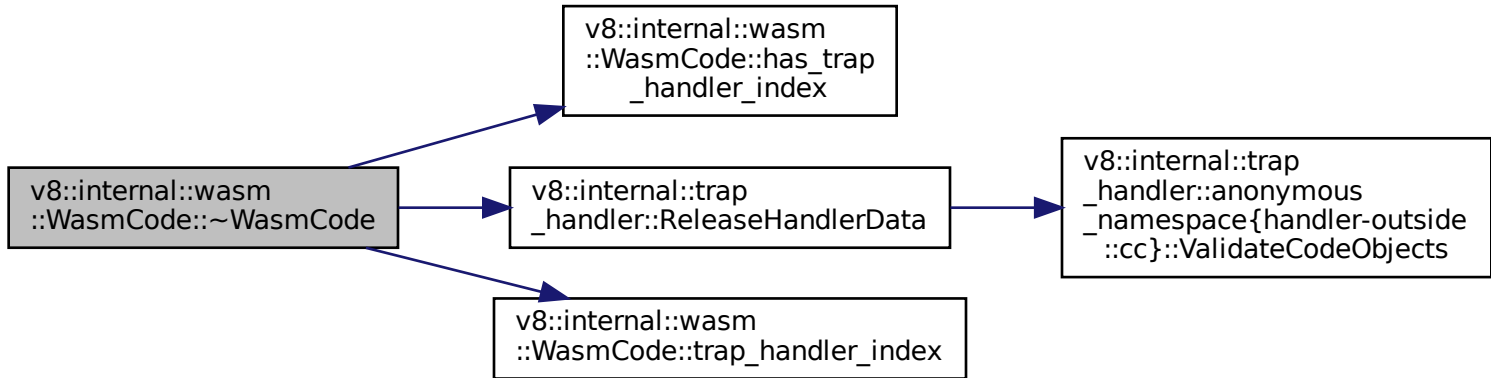 v8::internal::wasm
::WasmCode::~WasmCode
v8::internal::wasm
::WasmCode::has_trap
_handler_index
v8::internal::trap
_handler::ReleaseHandlerData
v8::internal::wasm
::WasmCode::trap_handler_index
v8::internal::trap
_handler::anonymous
_namespace{handler-outside
::cc}::ValidateCodeObjects